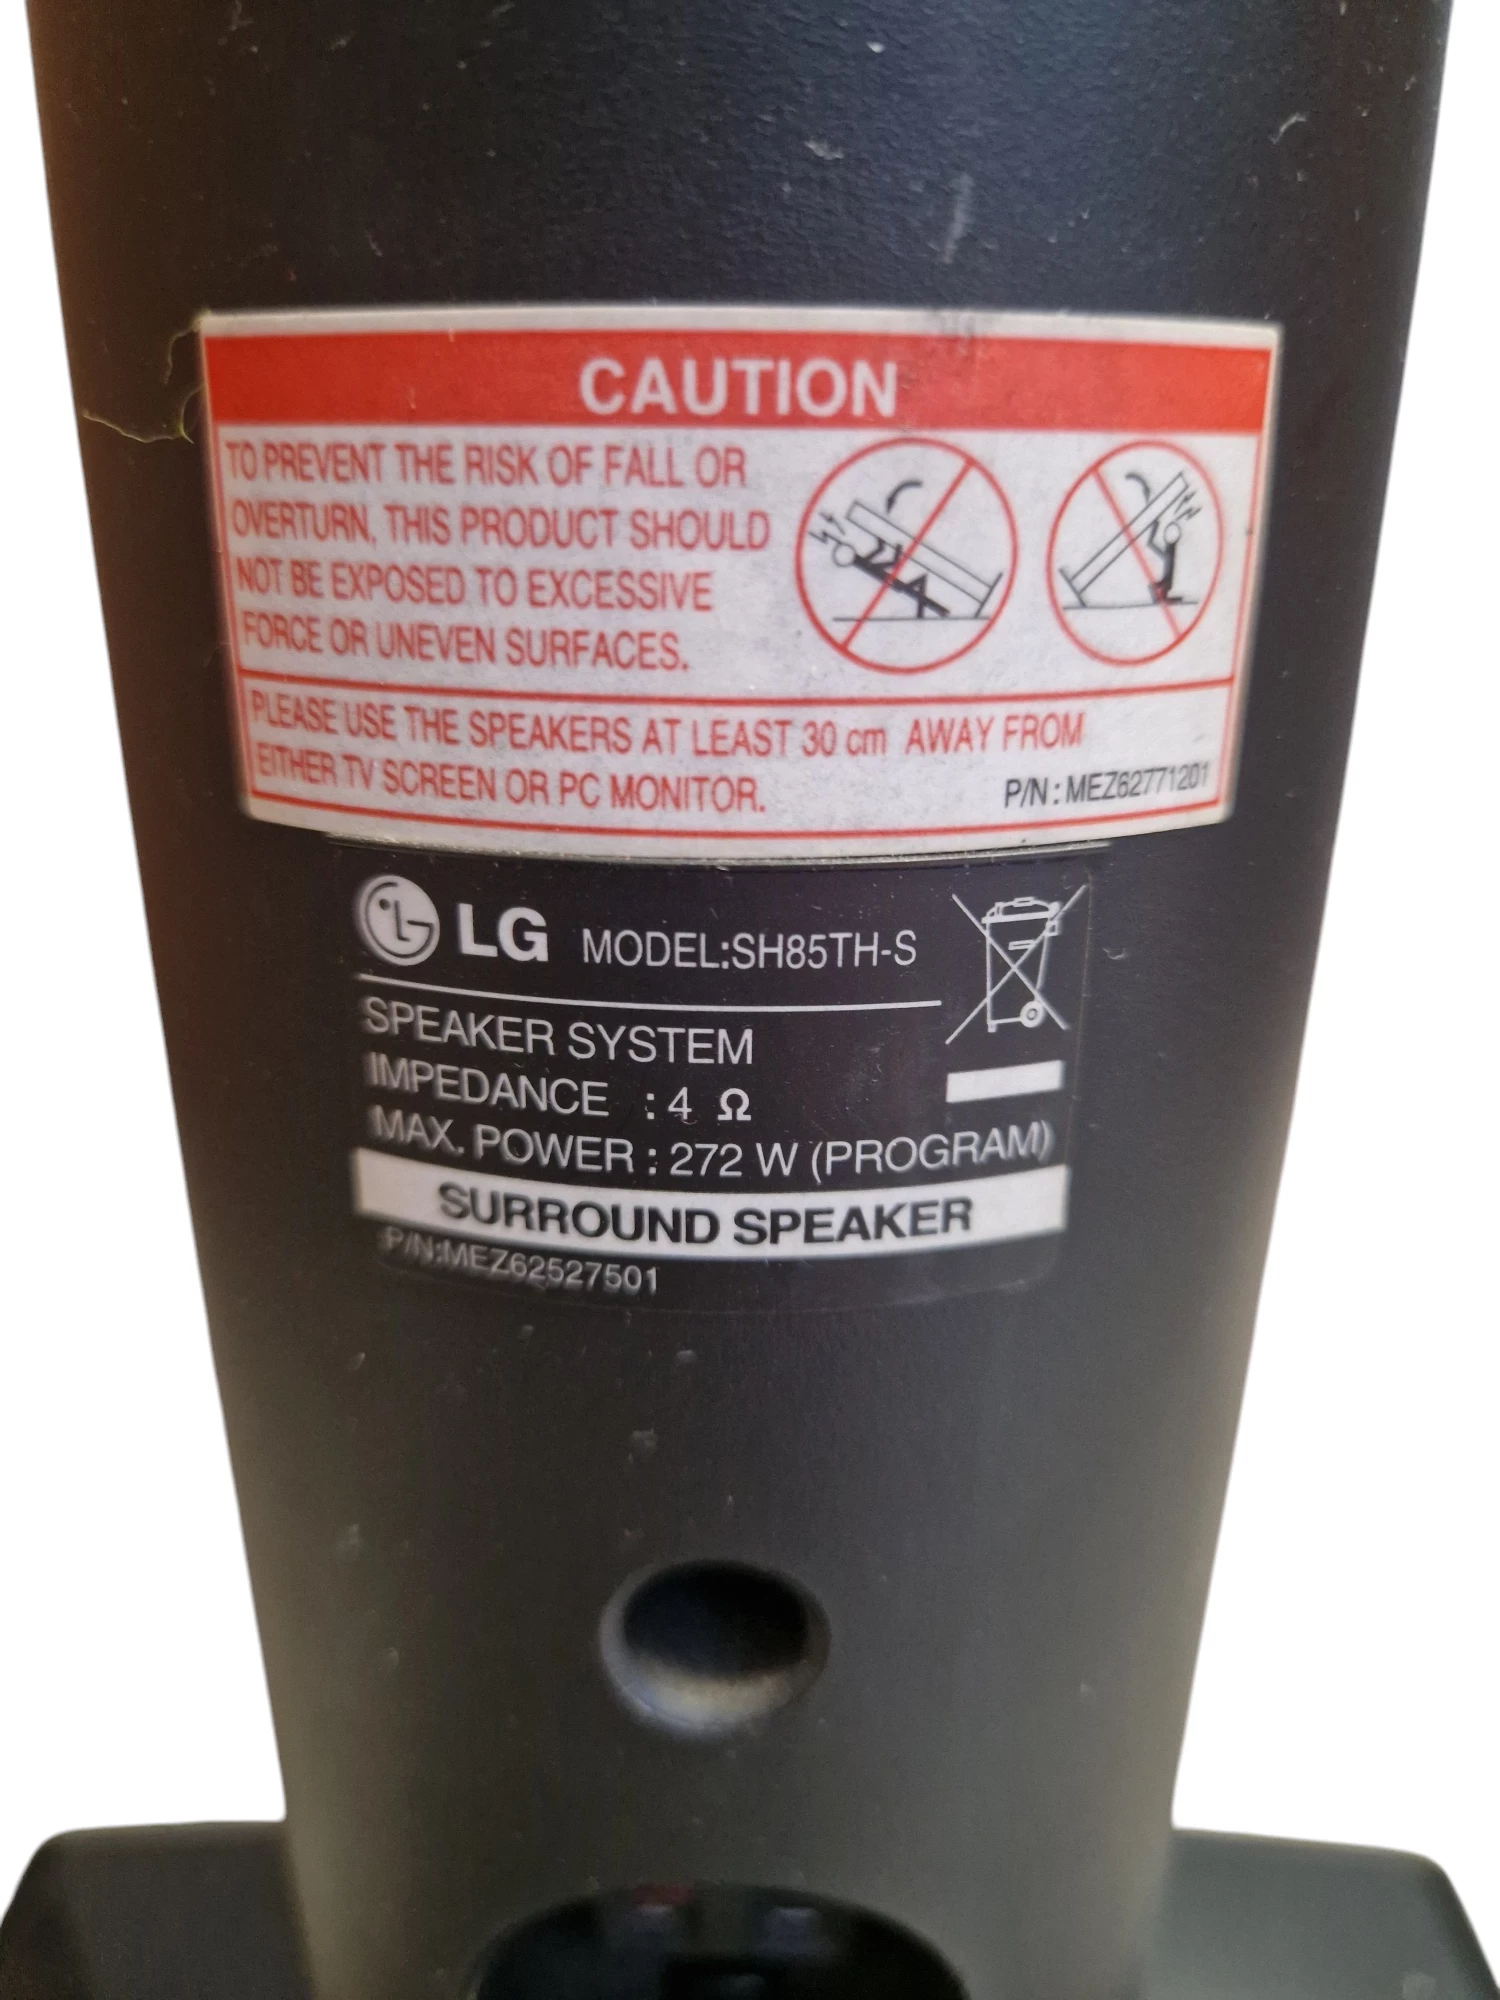 CAUTION
TO PREVENT THE RISK OF FALL OR
OVERTURN, THIS PRODUCT SHOULD
NOT BE EXPOSED TO EXCESSIVE
FORCE OR UNEVEN SURFACES.
PLEASE USE THE SPEAKERS AT LEAST 30 cm AWAY FROM
EITHER TV SCREEN OR PC MONITOR.
P/N : MEZ62771201
LG MODEL:SH85TH-S
SPEAKER SYSTEM
IMPEDANCE : 4 Ω
MAX. POWER : 272 W (PROGRAM)
SURROUND SPEAKER
P/N:MEZ62527501